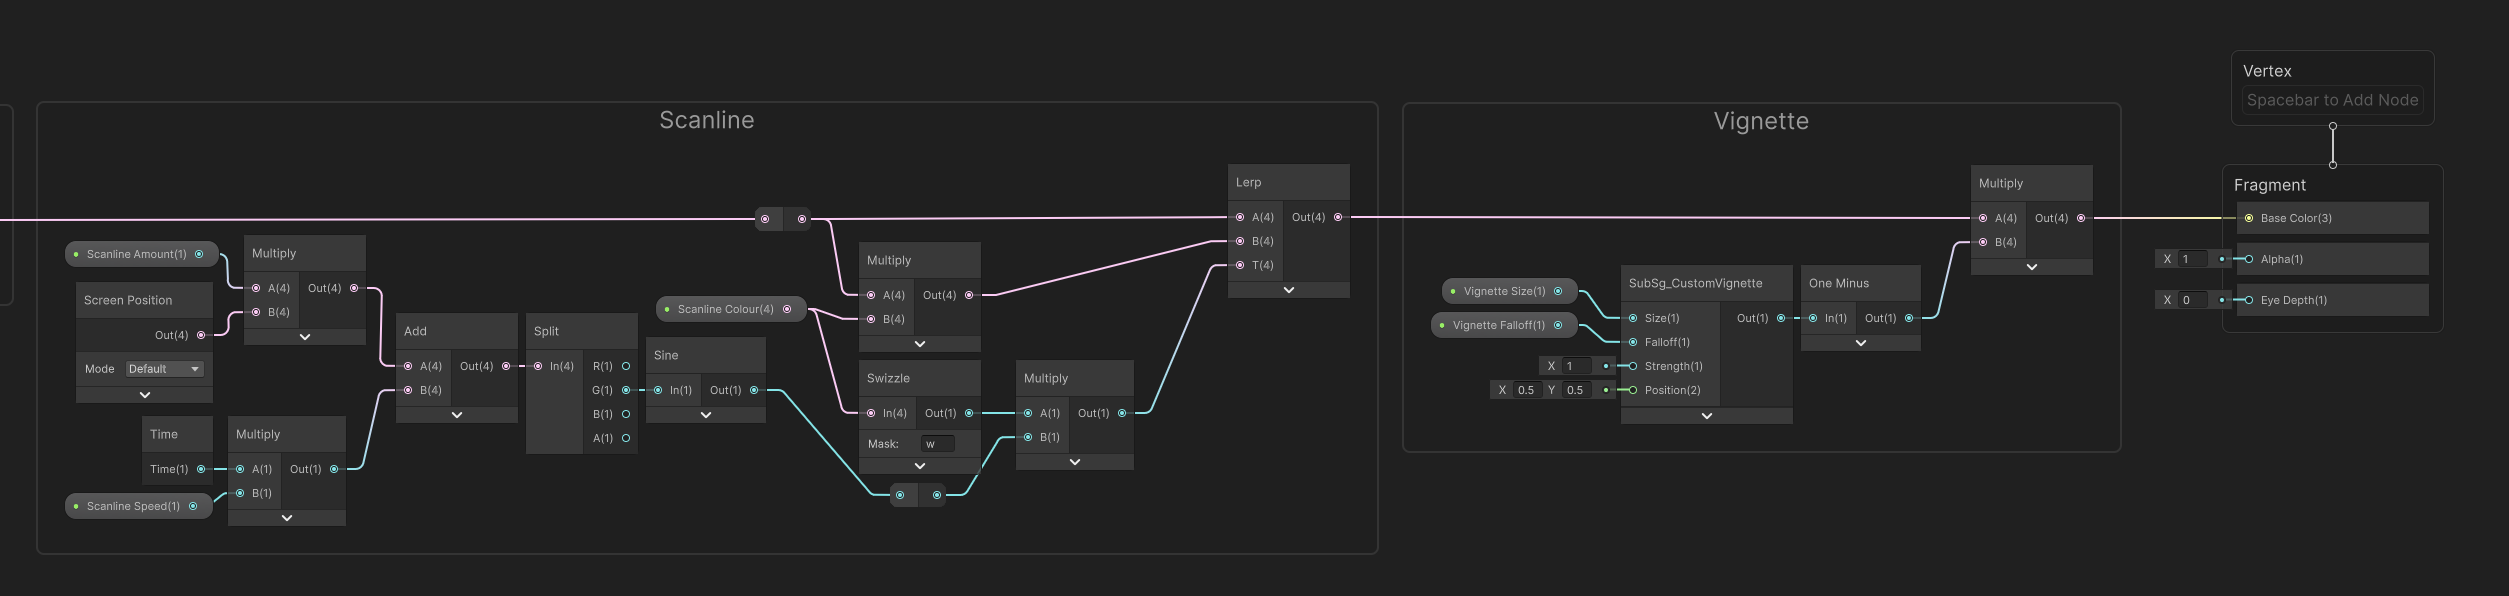 Scanline
Scanline Amount(1)
Multiply
A(4) Out(4)
B(4)
Screen Position
Out(4)
Mode Default
Time
Time(1)
Scanline Speed(1)
Multiply
A(1) Out(1)
B(1)
Add
A(4) Out(4)
B(4)
Split
In(4) R(1)
G(1)
B(1)
A(1)
Sine
In(1) Out(1)
Scanline Colour(4)
Multiply
A(4) Out(4)
B(4)
Swizzle
In(4) Out(1)
Mask: w
Multiply
A(1) Out(1)
B(1)
Lerp
A(4) Out(4)
B(4)
T(4)
Vignette
Vignette Size(1)
Vignette Falloff(1)
X 1
X 0.5 Y 0.5
SubSg_CustomVignette
Size(1) Out(1)
Falloff(1)
Strength(1)
Position(2)
One Minus
In(1) Out(1)
Multiply
A(4) Out(4)
B(4)
Vertex
Spacebar to Add Node
Fragment
Base Color(3)
X 1 Alpha(1)
X 0 Eye Depth(1)